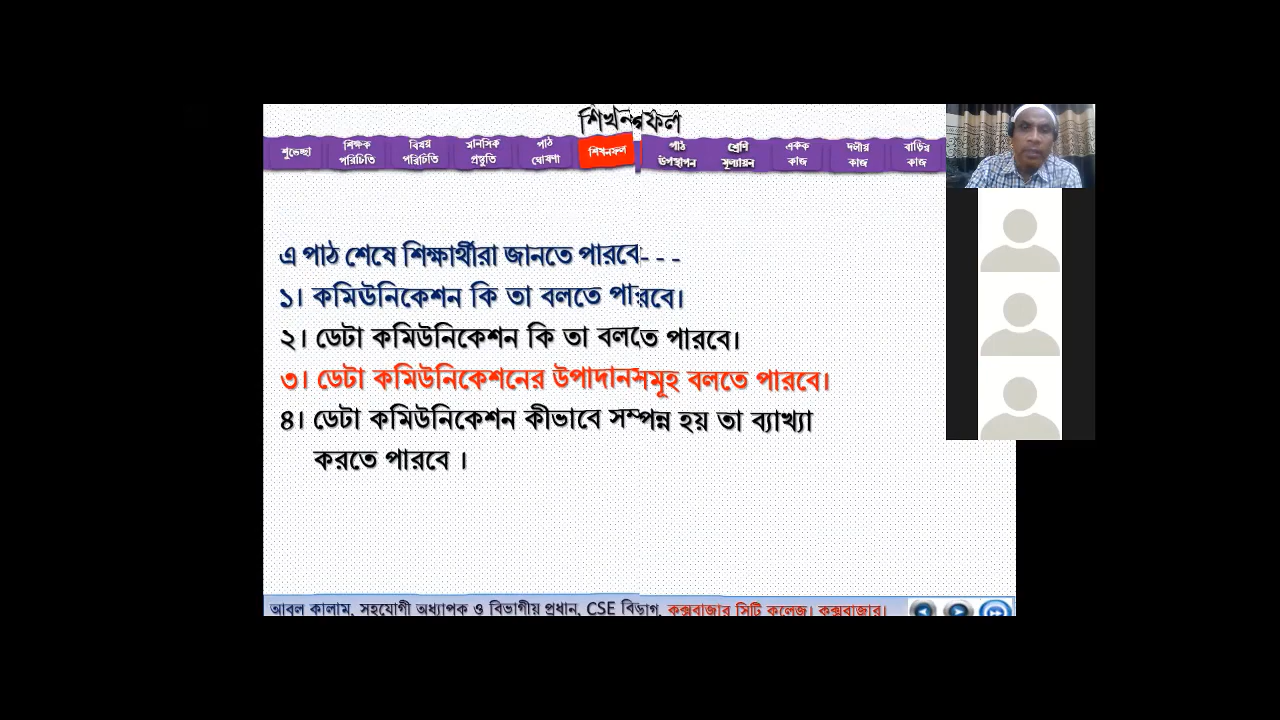 শিখনফল
শুভেচ্ছা
শিক্ষক
পরিচিতি
বিষয়
পরিচিতি
মানসিক
প্রস্তুতি
পাঠ
ঘোষণা
শিখনফল
পাঠ
উপস্থাপন
শ্রেণি
মূল্যায়ন
একক
কাজ
দলীয়
কাজ
বাড়ির
কাজ
এ পাঠ শেষে শিক্ষার্থীরা জানতে পারবে- - -
১। কমিউনিকেশন কি তা বলতে পারবে।
২। ডেটা কমিউনিকেশন কি তা বলতে পারবে।
৩। ডেটা কমিউনিকেশনের উপাদানসমূহ বলতে পারবে।
৪। ডেটা কমিউনিকেশন কীভাবে সম্পন্ন হয় তা ব্যাখ্যা
করতে পারবে ।
আবুল কালাম, সহযোগী অধ্যাপক ও বিভাগীয় প্রধান, CSE বিভাগ, কক্সবাজার সিটি কলেজ। কক্সবাজার।